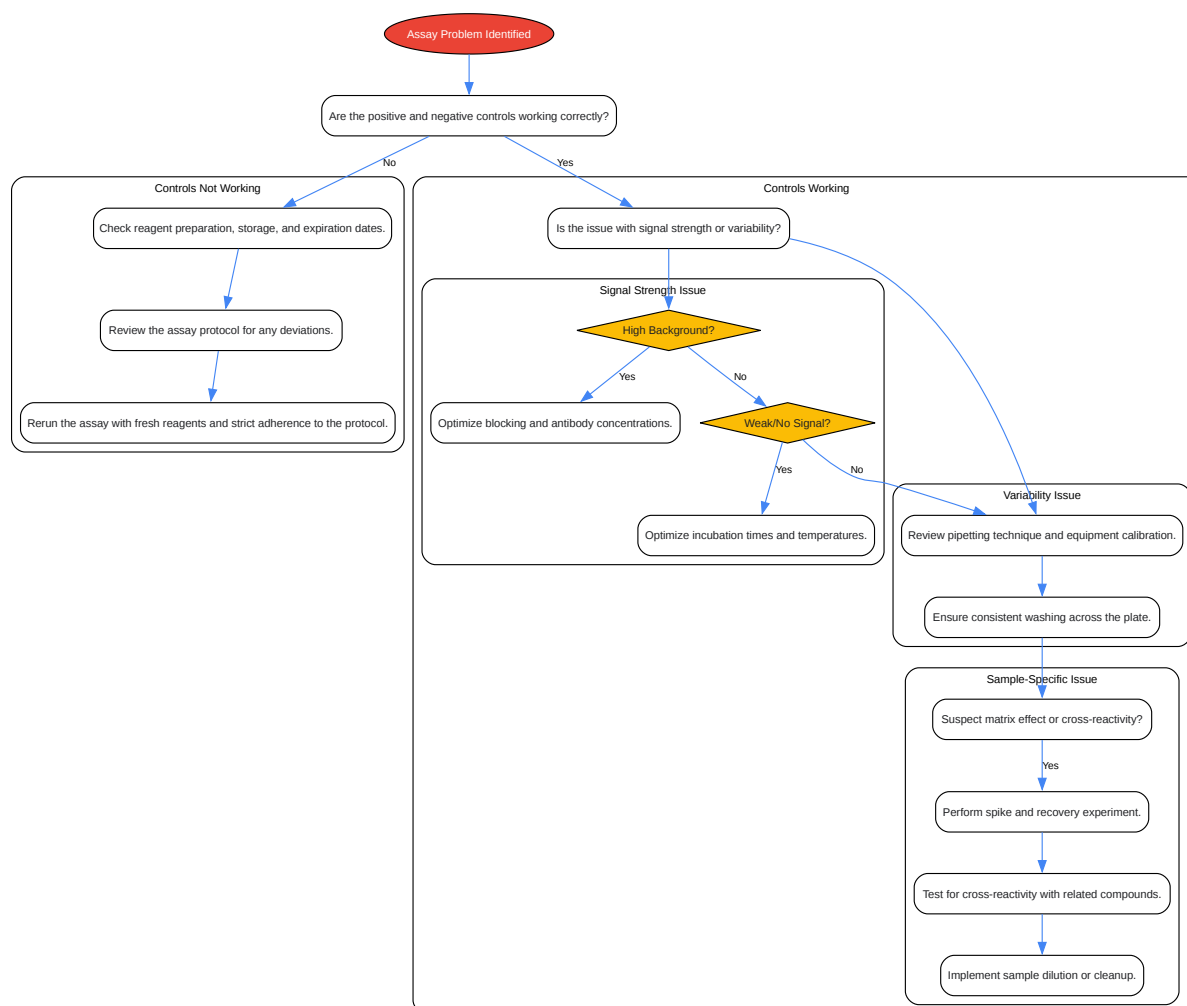 Assay Problem Identified
Are the positive and negative controls working correctly?
No
Yes
Controls Not Working
Controls Working
Check reagent preparation, storage, and expiration dates.
Is the issue with signal strength or variability?
Signal Strength Issue
Review the assay protocol for any deviations.
High Background?
Yes
No
Rerun the assay with fresh reagents and strict adherence to the protocol.
Optimize blocking and antibody concentrations.
Weak/No Signal?
Yes
No
Variability Issue
Optimize incubation times and temperatures.
Review pipetting technique and equipment calibration.
Ensure consistent washing across the plate.
Sample-Specific Issue
Suspect matrix effect or cross-reactivity?
Yes
Perform spike and recovery experiment.
Test for cross-reactivity with related compounds.
Implement sample dilution or cleanup.